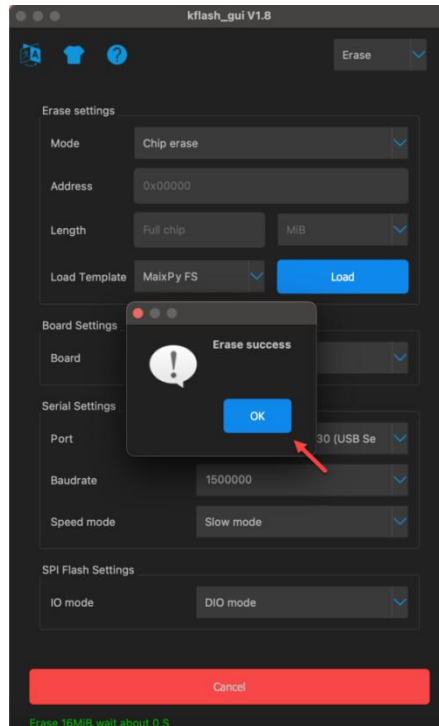 kflash_gui V1.8
Erase
Erase settings
Mode Chip erase
Address 0x00000
Length Full chip MiB
Load Template MaixPy FS Load
Board Settings
Erase success
Board
OK
Serial Settings
Port 30 (USB Se
Baudrate 1500000
Speed mode Slow mode
SPI Flash Settings
IO mode DIO mode
Cancel
Erase 16MiB wait about 0 S